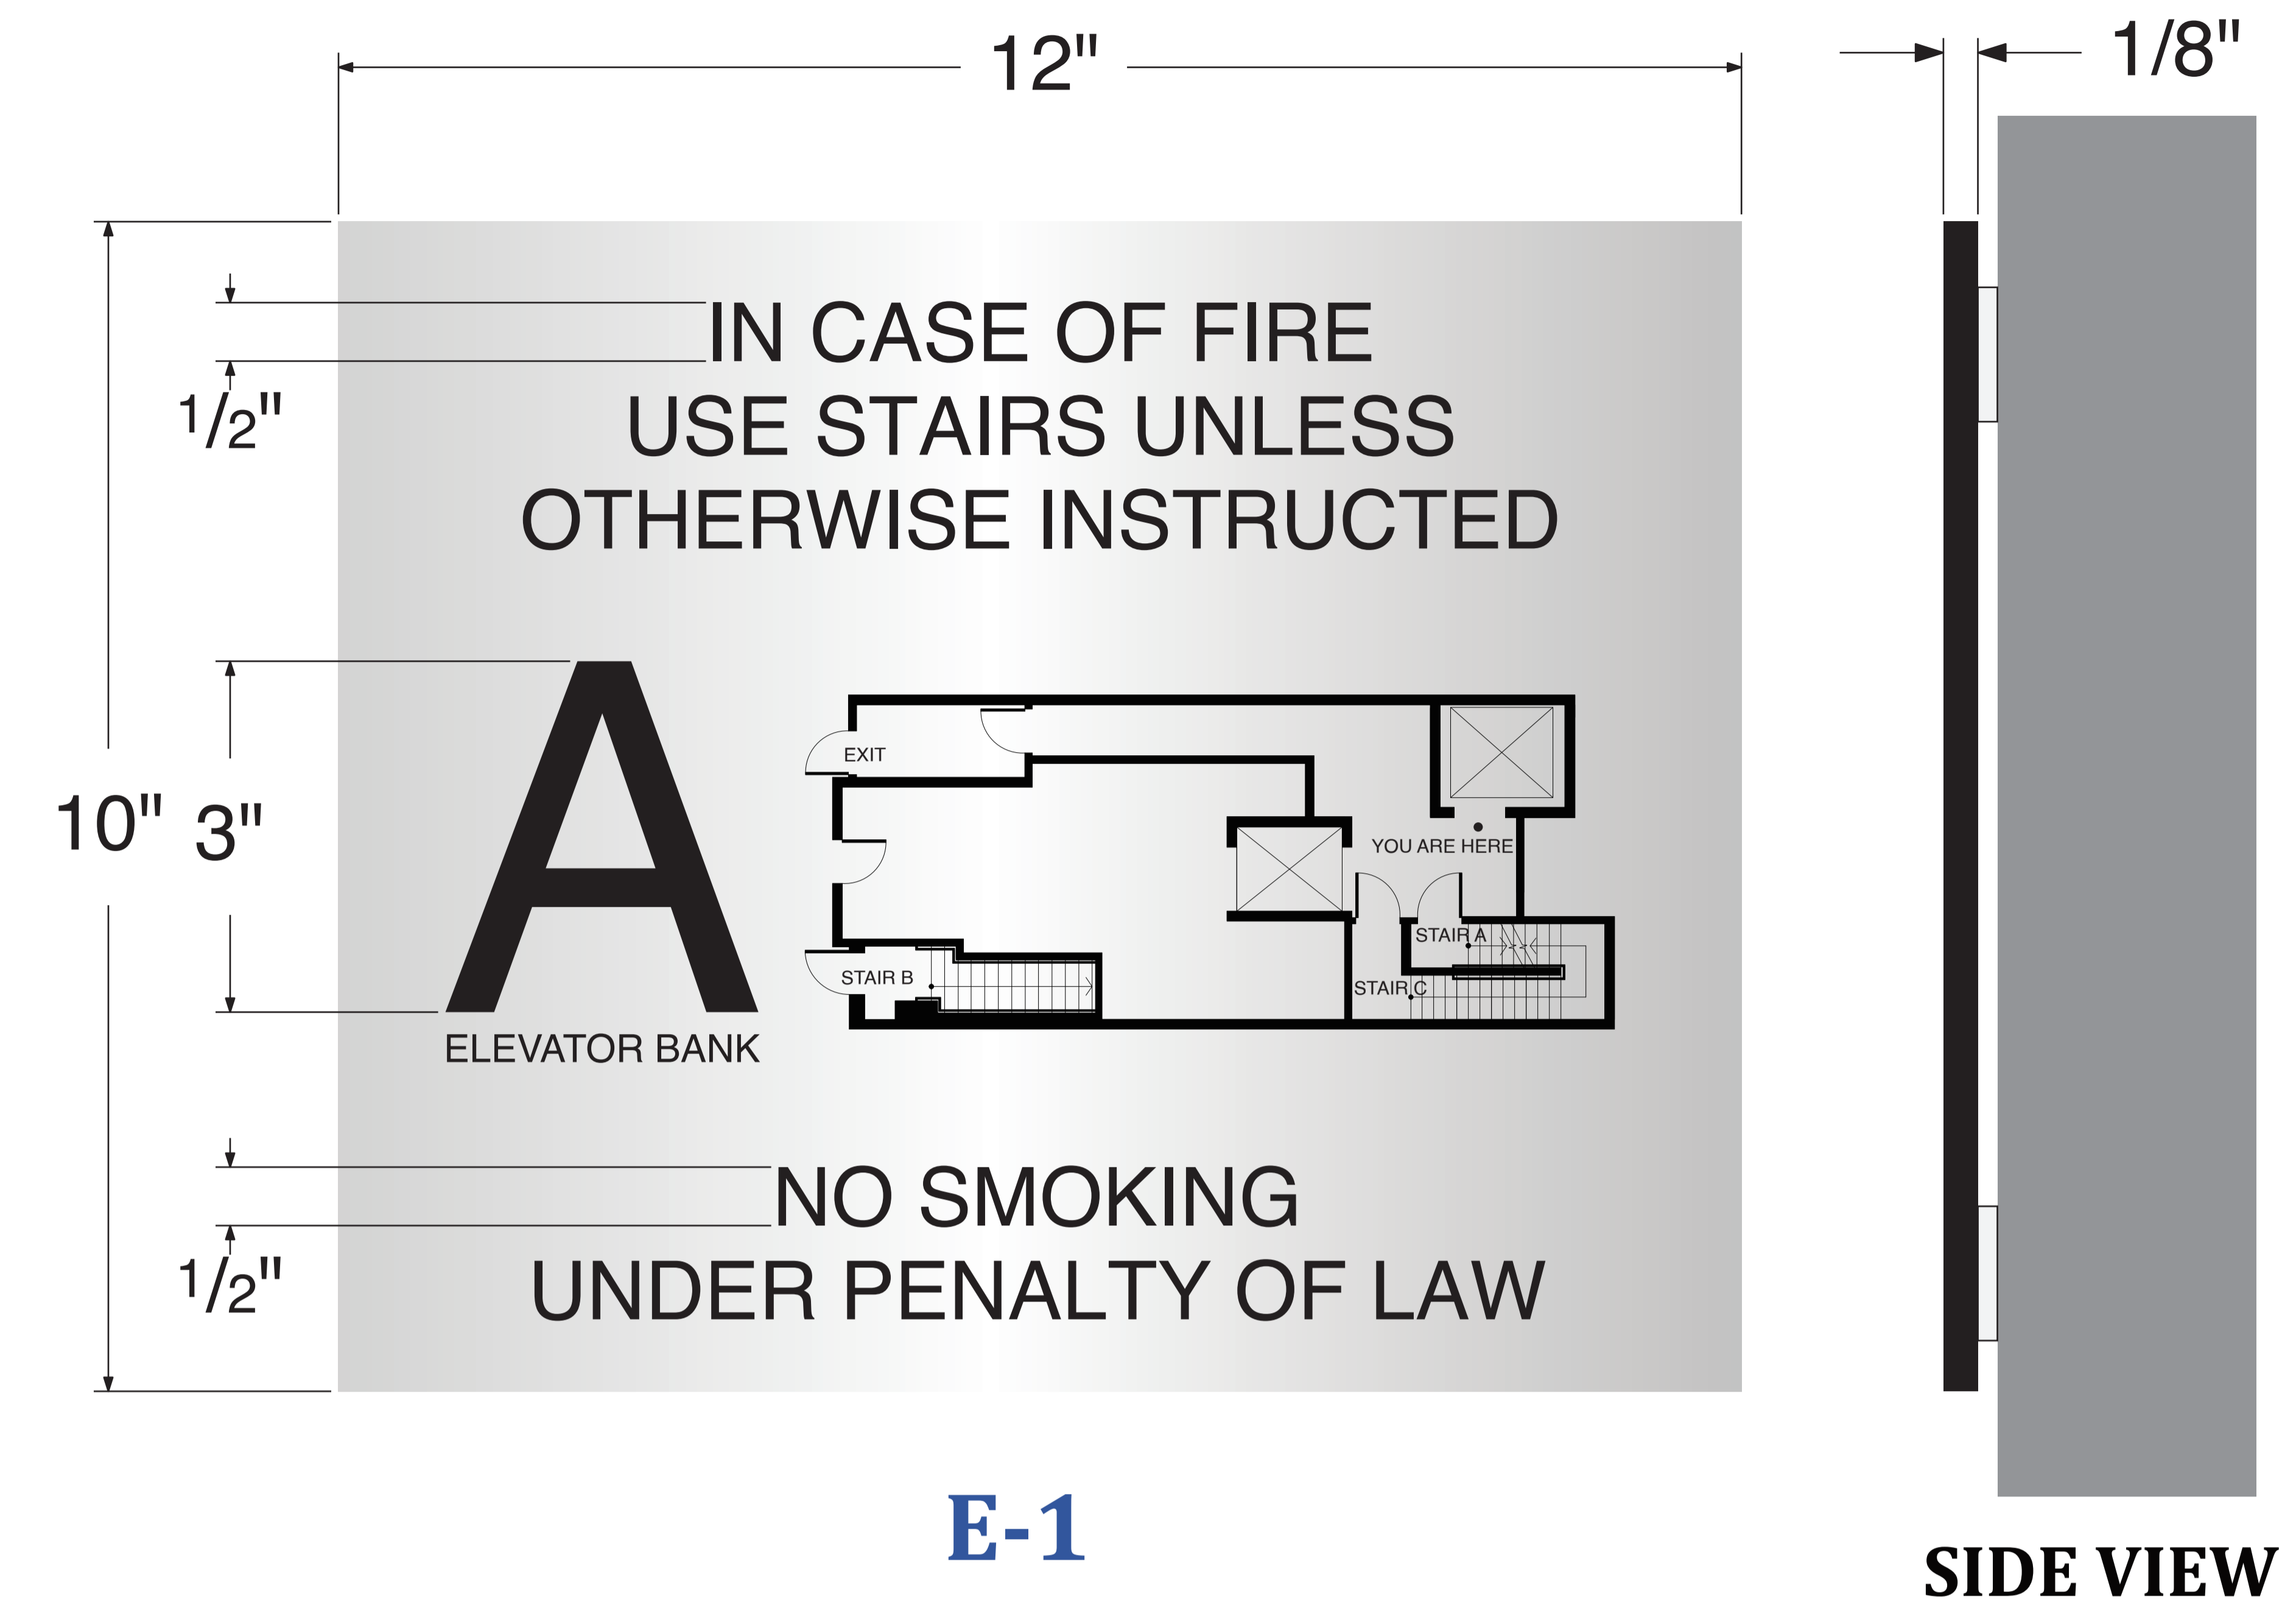 12"
1/8"
IN CASE OF FIRE
1/2"
USE STAIRS UNLESS
OTHERWISE INSTRUCTED
10"
3"
A
ELEVATOR BANK
EXIT
YOU ARE HERE
STAIR A
STAIR B
STAIR C
NO SMOKING
1/2"
UNDER PENALTY OF LAW
E-1
SIDE VIEW